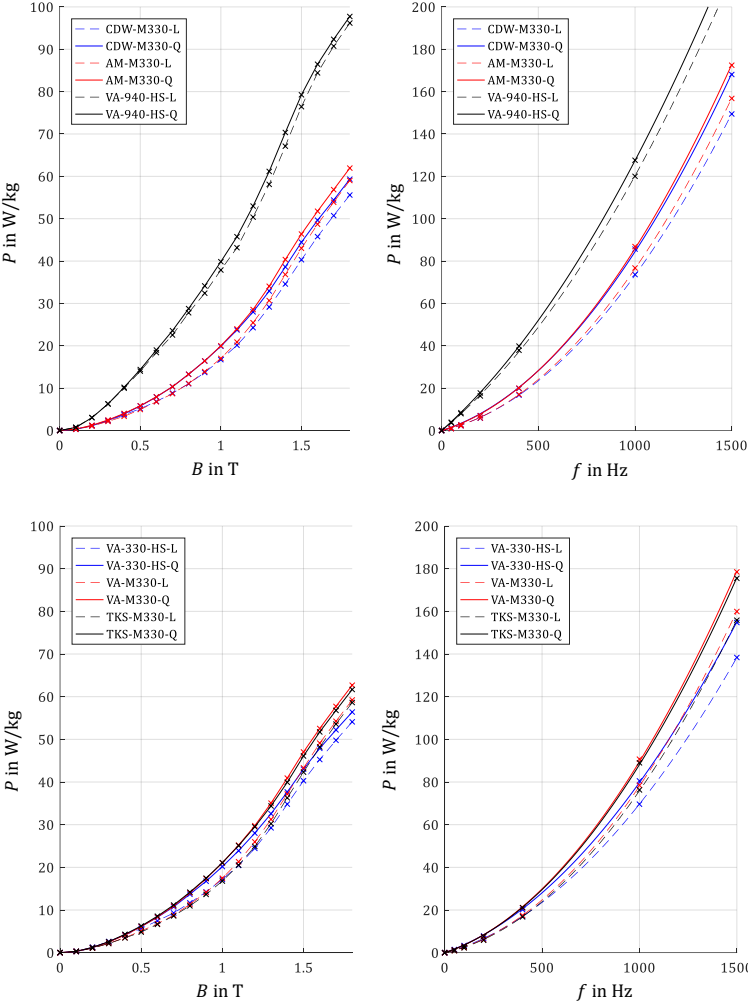 100
90
80
70
60
50
40
30
20
10
0
0
0.5
1
1.5
P in W/kg
B in T
CDW-M330-L
CDW-M330-Q
AM-M330-L
AM-M330-Q
VA-940-HS-L
VA-940-HS-Q
200
180
160
140
120
100
80
60
40
20
0
0
500
1000
1500
P in W/kg
f in Hz
CDW-M330-L
CDW-M330-Q
AM-M330-L
AM-M330-Q
VA-940-HS-L
VA-940-HS-Q
100
90
80
70
60
50
40
30
20
10
0
0
0.5
1
1.5
P in W/kg
B in T
VA-330-HS-L
VA-330-HS-Q
VA-M330-L
VA-M330-Q
TKS-M330-L
TKS-M330-Q
200
180
160
140
120
100
80
60
40
20
0
0
500
1000
1500
P in W/kg
f in Hz
VA-330-HS-L
VA-330-HS-Q
VA-M330-L
VA-M330-Q
TKS-M330-L
TKS-M330-Q